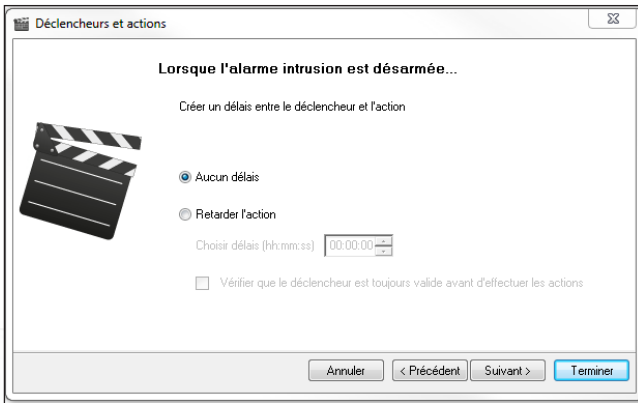 Déclencheurs et actions
Lorsque l'alarme intrusion est désarmée...
Créer un délais entre le déclencheur et l'action
Aucun délais
Retarder l'action
Choisir délais (hh:mm:ss) 00:00:00
Vérifier que le déclencheur est toujours valide avant d'effectuer les actions
Annuler < Précédent Suivant > Terminer